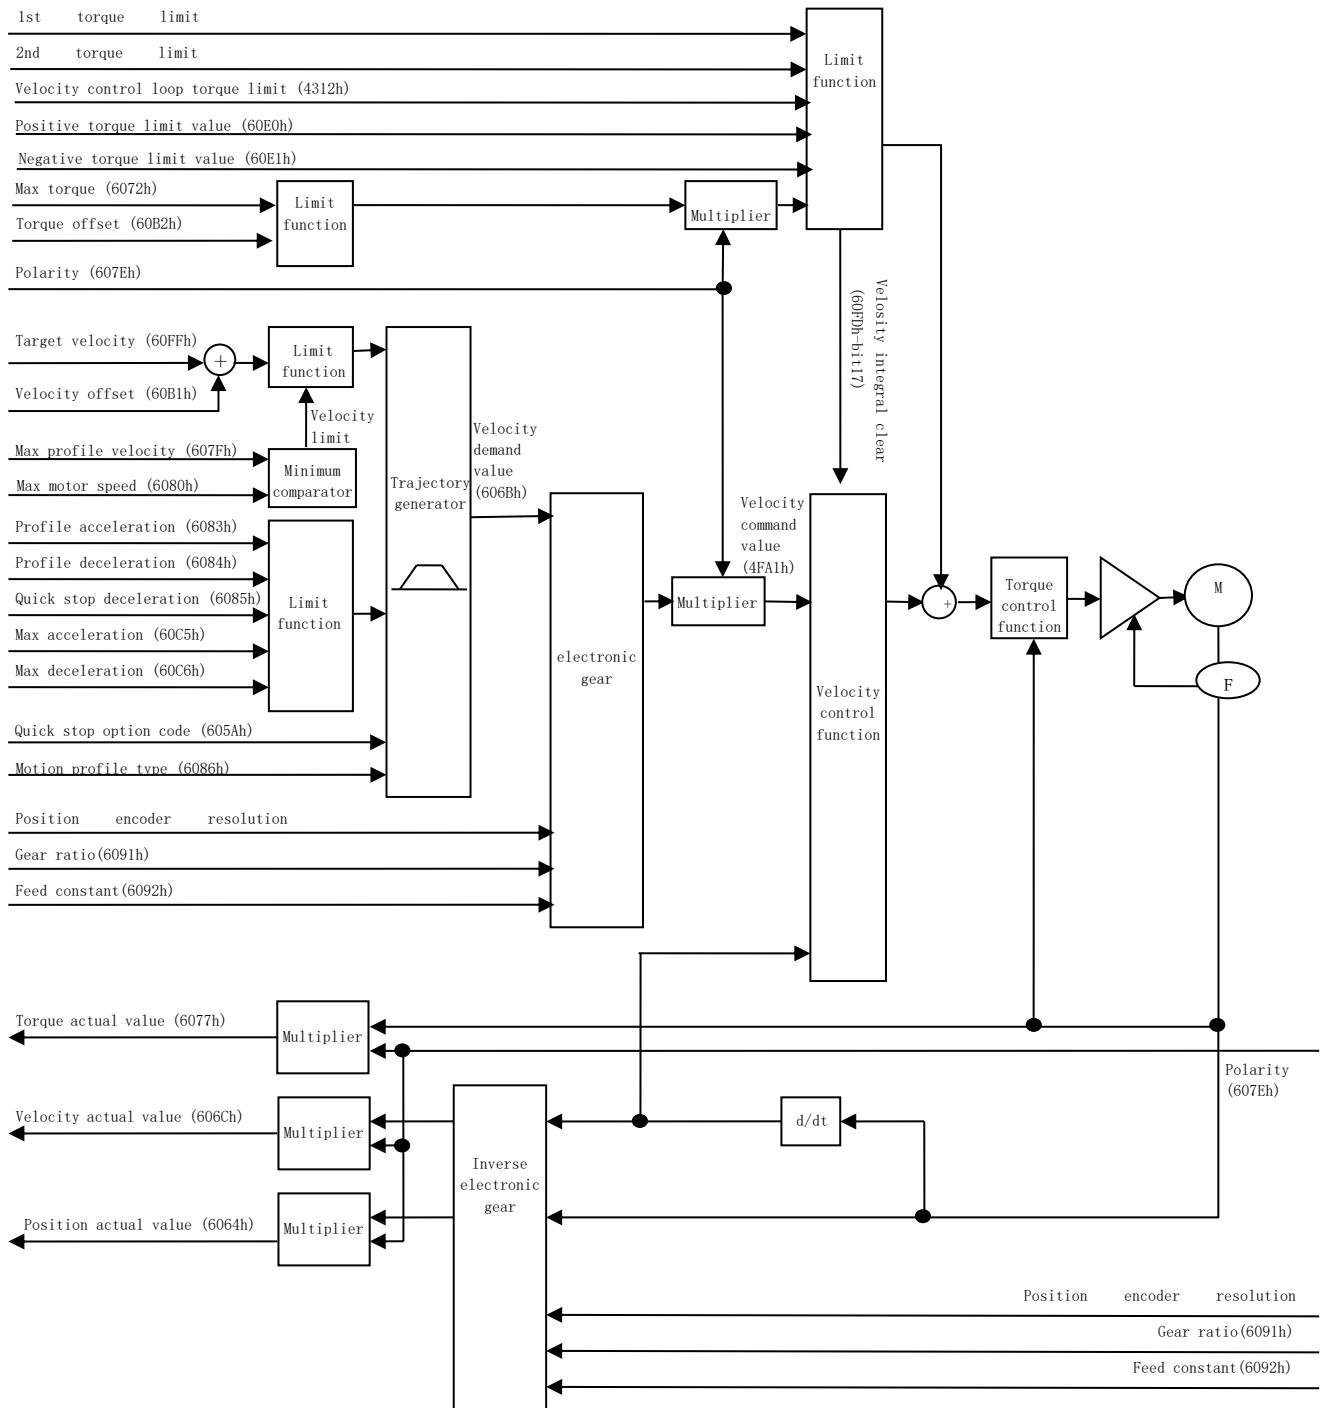 1st torque limit
2nd torque limit
Velocity control loop torque limit (4312h)
Positive torque limit value (60E0h)
Negative torque limit value (60E1h)
Max torque (6072h)
Torque offset (60B2h)
Polarity (607Eh)
Limit
function
Multiplier
Limit
function
Velosity integral clear
(60FDh-bit17)
Target velocity (60FFh)
Velocity offset (60B1h)
+
Limit
function
Velocity
limit
Max profile velocity (607Fh)
Max motor speed (6080h)
Minimum
comparator
Profile acceleration (6083h)
Profile deceleration (6084h)
Quick stop deceleration (6085h)
Max acceleration (60C5h)
Max deceleration (60C6h)
Limit
function
Quick stop option code (605Ah)
Motion profile type (6086h)
Trajectory
generator
Velocity
demand
value
(606Bh)
Position encoder resolution
Gear ratio(6091h)
Feed constant(6092h)
electronic
gear
Multiplier
Velocity
command
value
(4FA1h)
Velocity
control
function
+
Torque
control
function
M
F
Torque actual value (6077h)
Multiplier
Polarity
(607Eh)
Velocity actual value (606Ch)
Multiplier
d/dt
Inverse
electronic
gear
Position actual value (6064h)
Multiplier
Position encoder resolution
Gear ratio(6091h)
Feed constant(6092h)